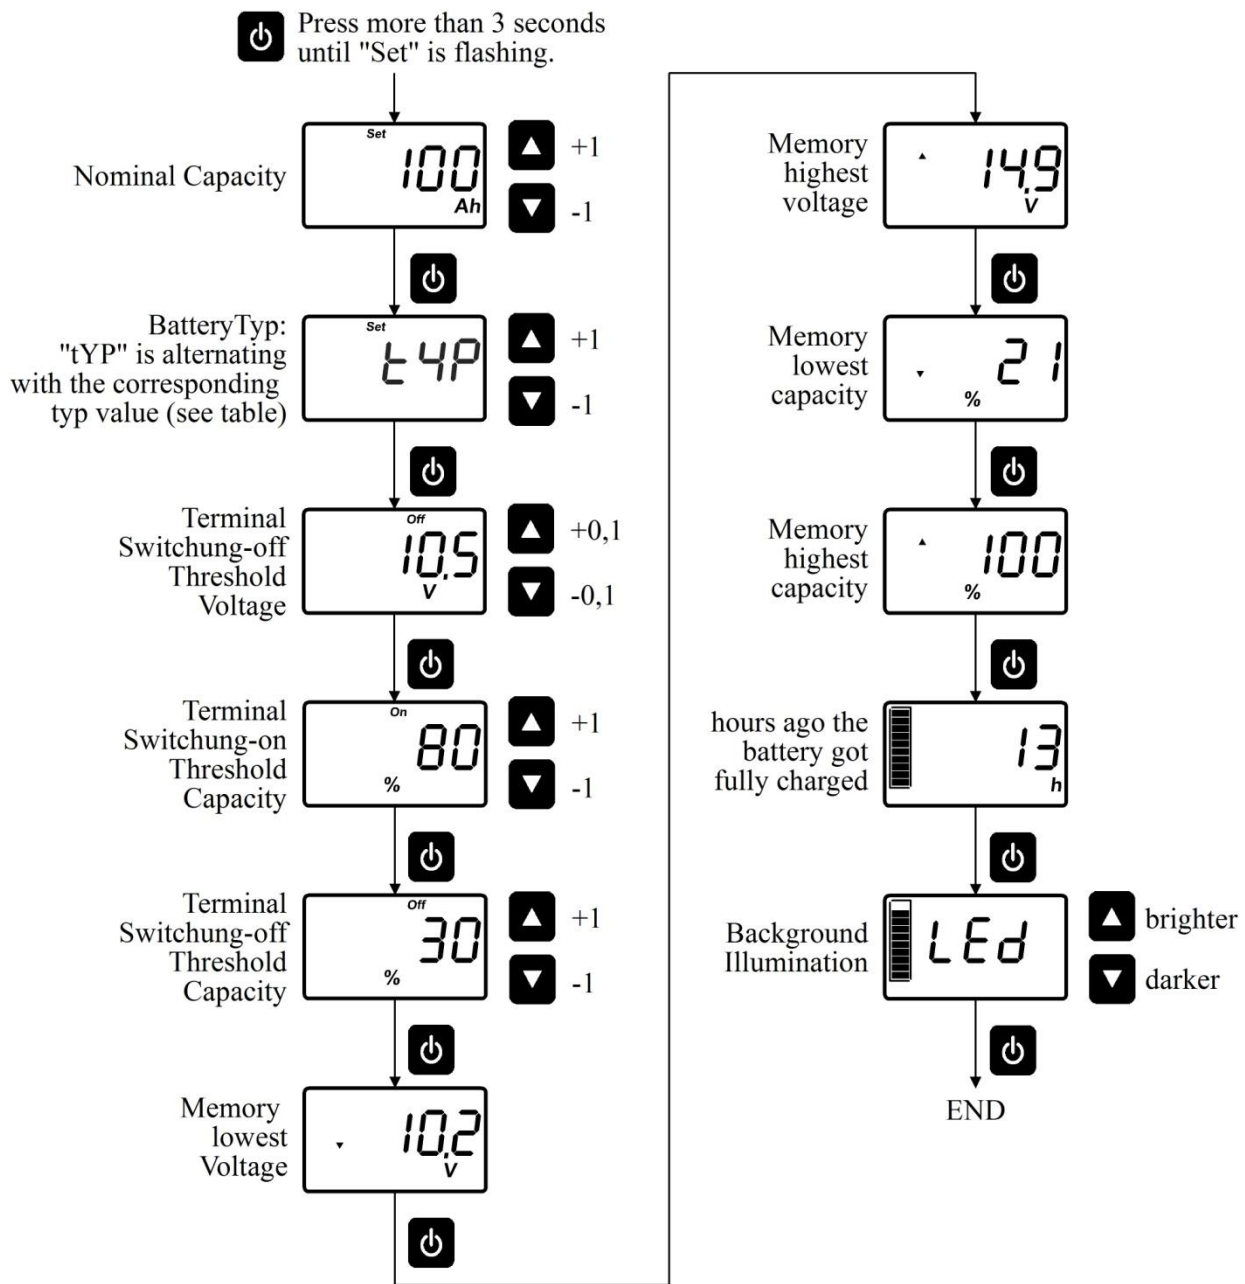 Press more than 3 seconds
until "Set" is flashing.
Nominal Capacity
Set
100
Ah
+1
-1
BatteryTyp:
"tYP" is alternating
with the corresponding
typ value (see table)
Set
tYP
+1
-1
Terminal
Switchung-off
Threshold
Voltage
Off
10.5
V
+0,1
-0,1
Terminal
Switchung-on
Threshold
Capacity
On
80
%
+1
-1
Terminal
Switchung-off
Threshold
Capacity
Off
30
%
+1
-1
Memory
lowest
Voltage
10.2
V
Memory
highest
voltage
14.9
V
Memory
lowest
capacity
21
%
Memory
highest
capacity
100
%
hours ago the
battery got
fully charged
13
h
Background
Illumination
LEd
brighter
darker
END